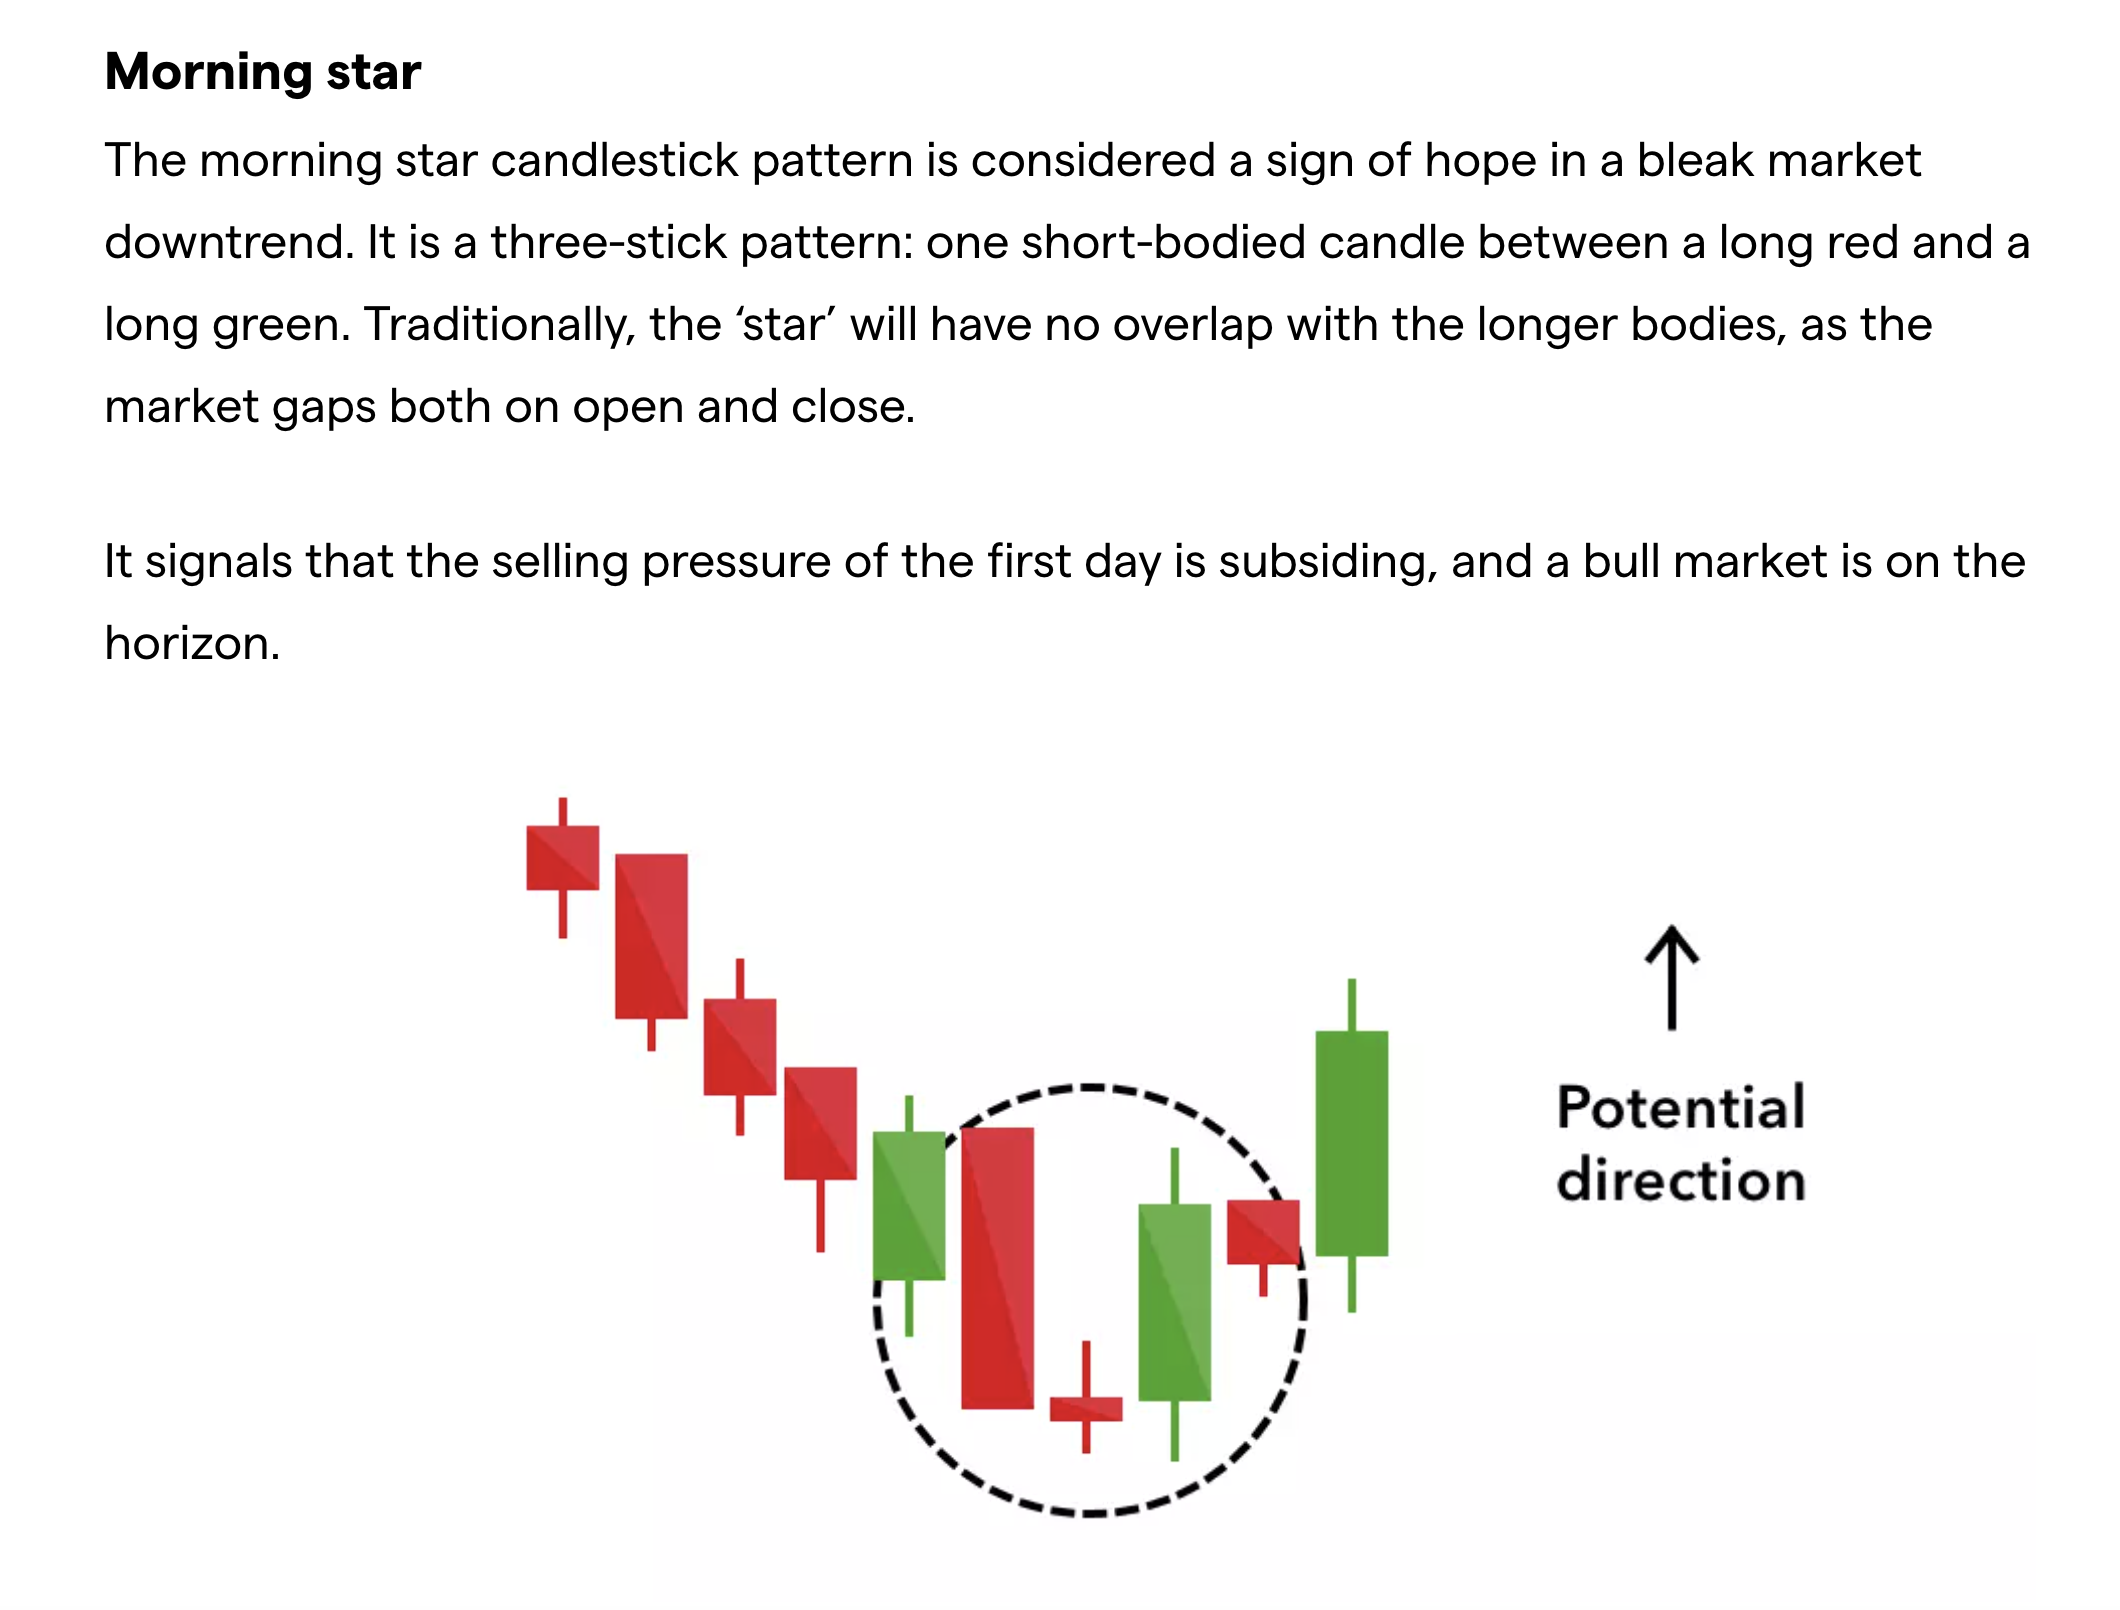 Morning star
The morning star candlestick pattern is considered a sign of hope in a bleak market
downtrend. It is a three-stick pattern: one short-bodied candle between a long red and a
long green. Traditionally, the ‘star’ will have no overlap with the longer bodies, as the
market gaps both on open and close.
It signals that the selling pressure of the first day is subsiding, and a bull market is on the
horizon.
Potential
direction